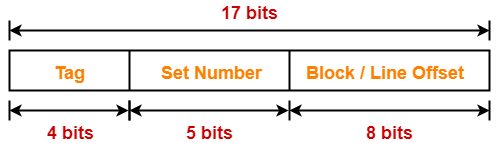 17 bits
Tag Set Number Block / Line Offset
4 bits 5 bits 8 bits